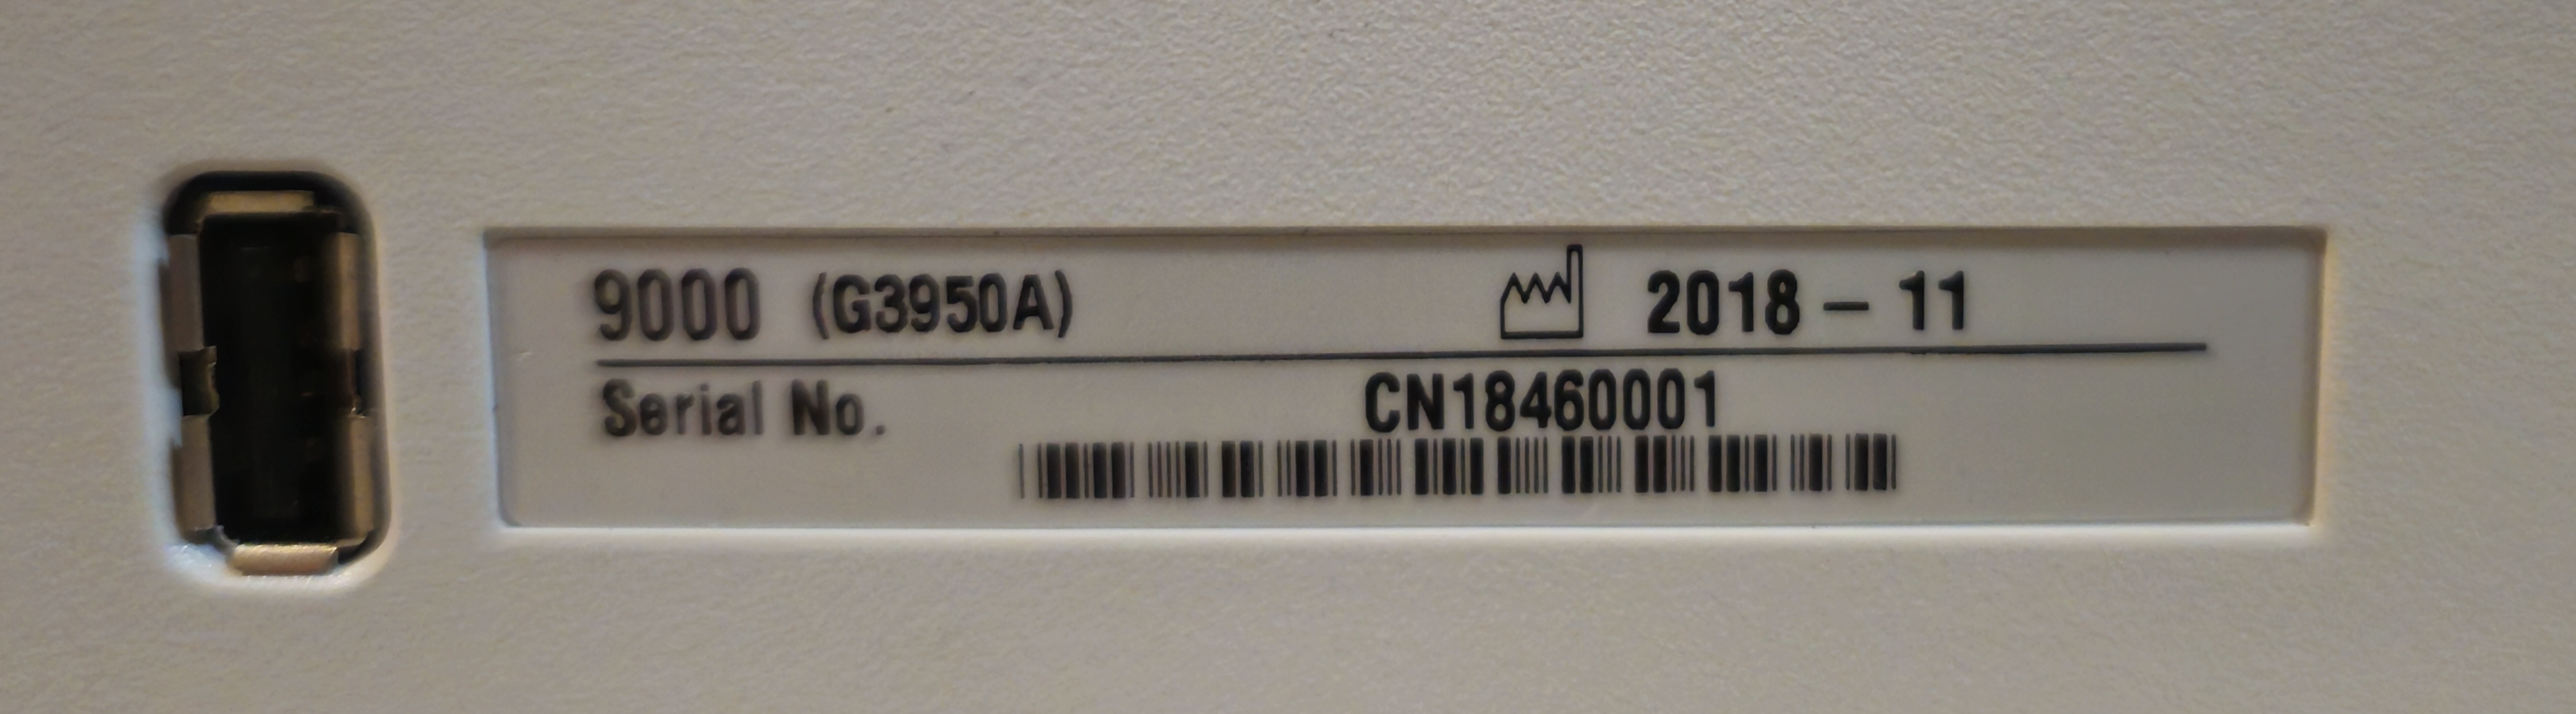 9000 (G3950A) 2018 - 11
Serial No. CN18460001